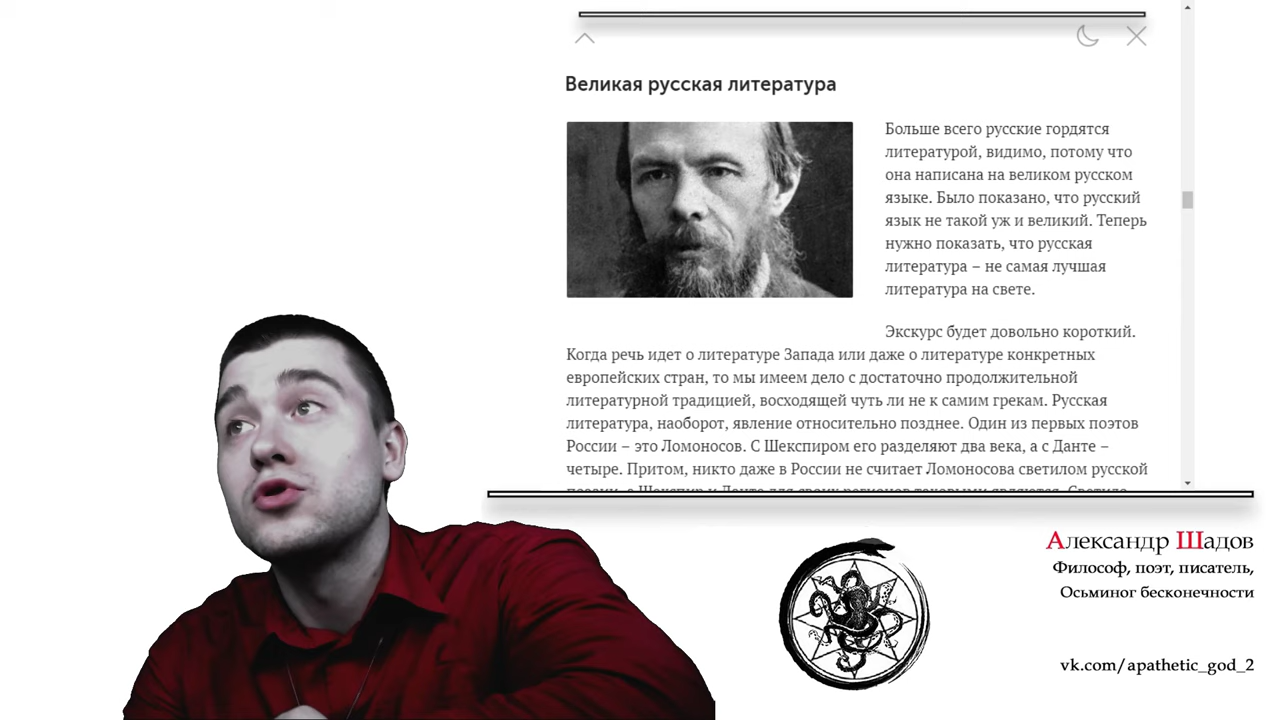 Великая русская литература
Больше всего русские гордятся
литературой, видимо, потому что
она написана на великом русском
языке. Было показано, что русский
язык не такой уж и великий. Теперь
нужно показать, что русская
литература – не самая лучшая
литература на свете.
Экскурс будет довольно короткий.
Когда речь идет о литературе Запада или даже о литературе конкретных
европейских стран, то мы имеем дело с достаточно продолжительной
литературной традицией, восходящей чуть ли не к самим грекам. Русская
литература, наоборот, явление относительно позднее. Один из первых поэтов
России – это Ломоносов. С Шекспиром его разделяют два века, а с Данте –
четыре. Притом, никто даже в России не считает Ломоносова светилом русской
Александр Шадов
Философ, поэт, писатель,
Осьминог бесконечности
vk.com/apathetic_god_2